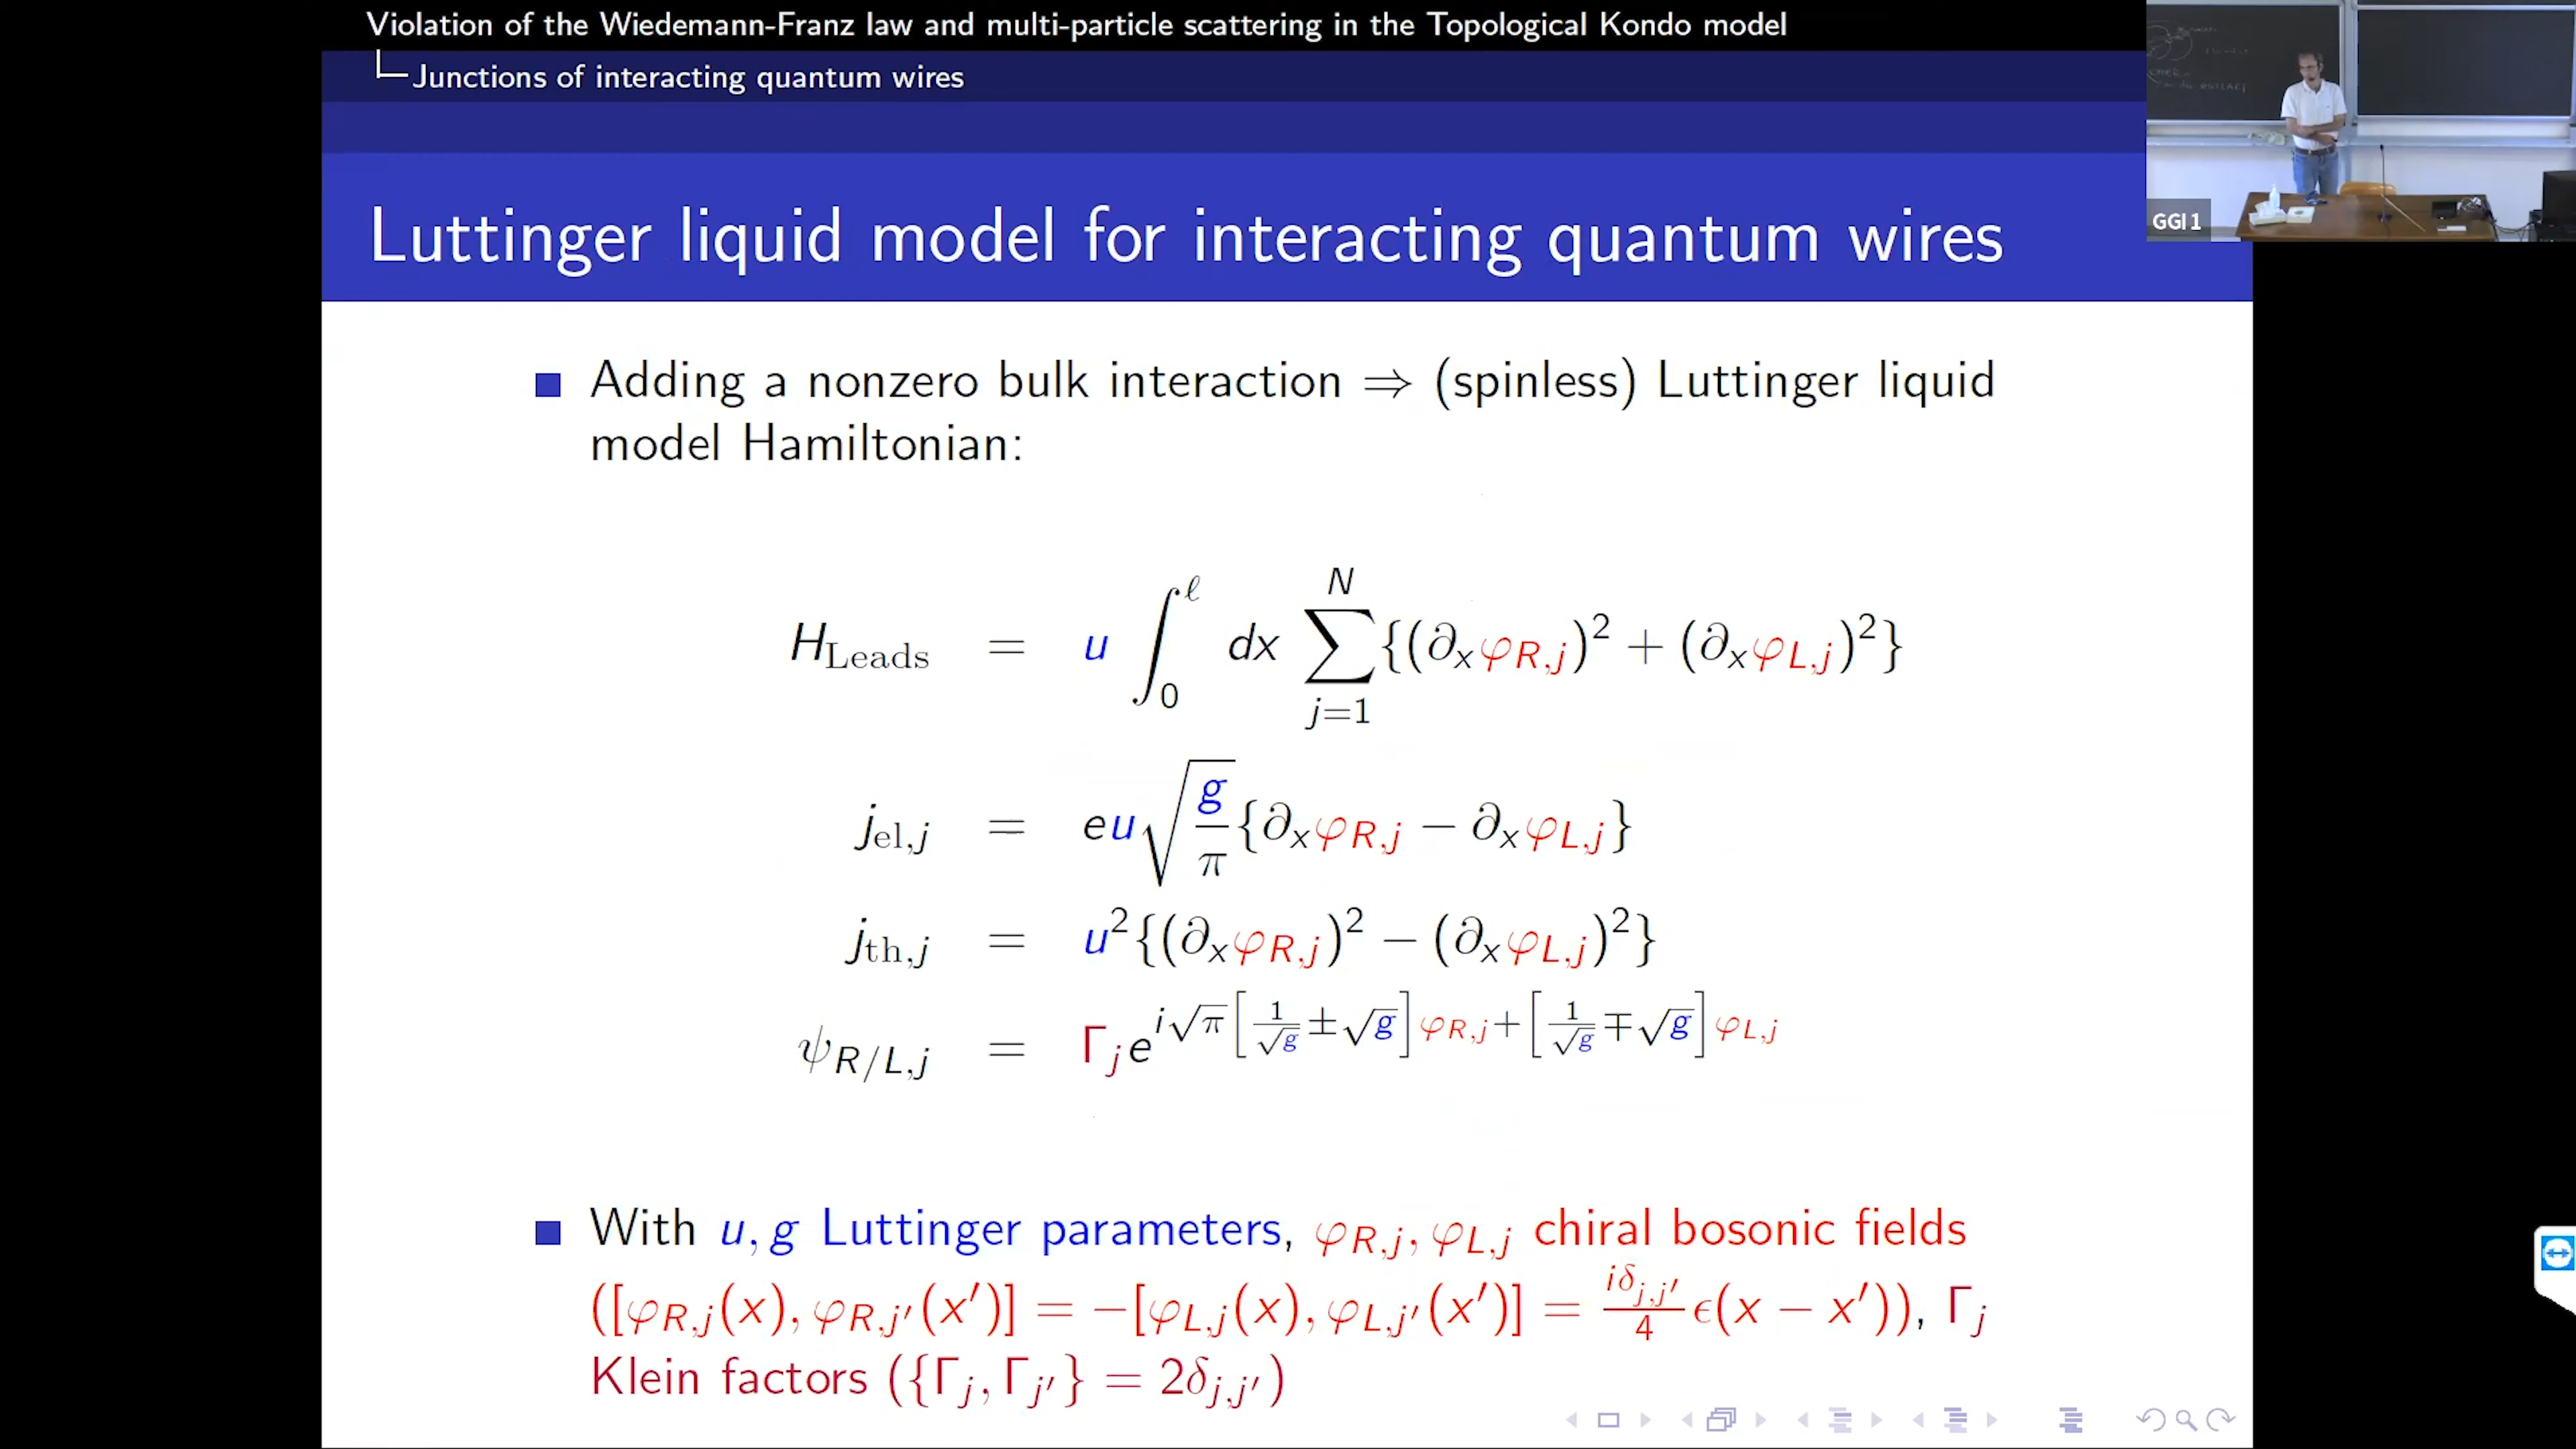 Violation of the Wiedemann-Franz law and multi-particle scattering in the Topological Kondo model
Junctions of interacting quantum wires
GGI 1
Luttinger liquid model for interacting quantum wires
Adding a nonzero bulk interaction ⇒ (spinless) Luttinger liquid
model Hamiltonian:
H_Leads = u ∫_0^ℓ dx ∑_{j=1}^N {(∂_x φ_{R,j})^2 + (∂_x φ_{L,j})^2}
j_{el,j} = eu √(g/π) {∂_x φ_{R,j} − ∂_x φ_{L,j}}
j_{th,j} = u^2 {(∂_x φ_{R,j})^2 − (∂_x φ_{L,j})^2}
ψ_{R/L,j} = Γ_j e^{i√π[1/√g ± √g] φ_{R,j} + [1/√g ∓ √g] φ_{L,j}}
With u, g Luttinger parameters, φ_{R,j}, φ_{L,j} chiral bosonic fields
([φ_{R,j}(x), φ_{R,j′}(x′)] = −[φ_{L,j}(x), φ_{L,j′}(x′)] = iδ_{j,j′}/4 ϵ(x − x′)), Γ_j
Klein factors ({Γ_j, Γ_{j′}} = 2δ_{j,j′})